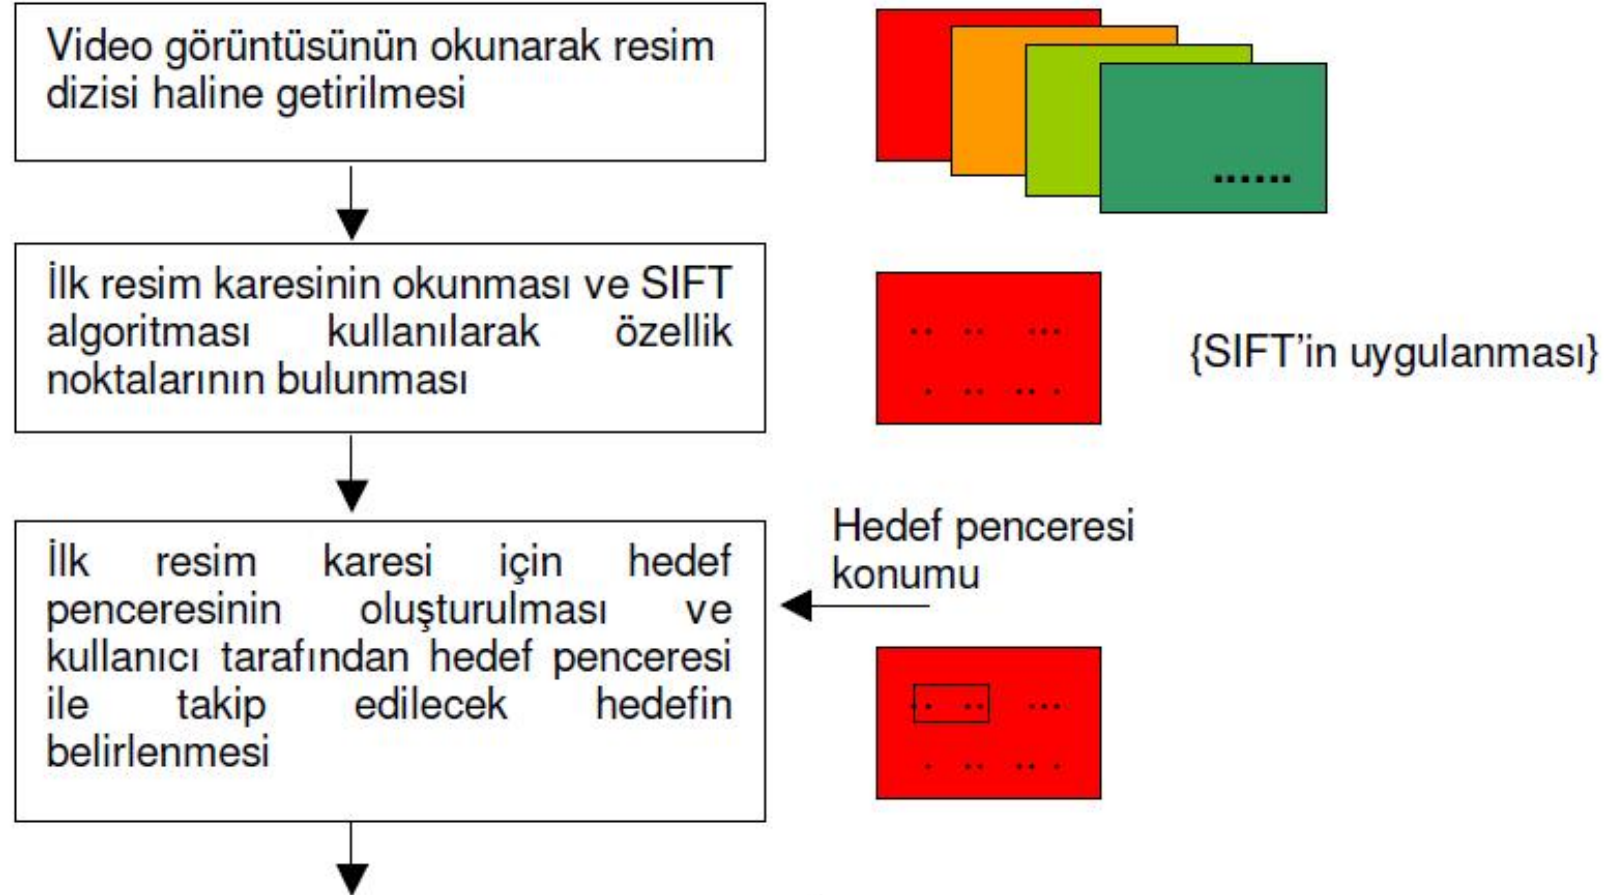 Video görüntüsünün okunarak resim
dizisi haline getirilmesi
İlk resim karesinin okunması ve SIFT
algoritması kullanılarak özellik
noktalarının bulunması
{SIFT'in uygulanması}
İlk resim karesi için hedef
penceresinin oluşturulması ve
kullanıcı tarafından hedef penceresi
ile takip edilecek hedefin
belirlenmesi
Hedef penceresi
konumu